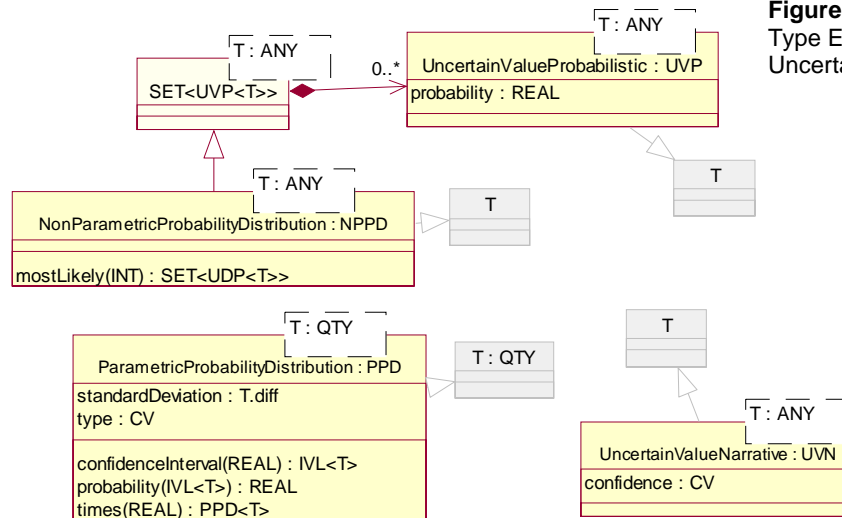 Figure
Type E
Uncerta
T : ANY
SET<UVP<T>>
0..*
T : ANY
UncertainValueProbabilistic : UVP
probability : REAL
T
T : ANY
NonParametricProbabilityDistribution : NPPD
mostLikely(INT) : SET<UDP<T>>
T
T : QTY
ParametricProbabilityDistribution : PPD
standardDeviation : T.diff
type : CV
confidenceInterval(REAL) : IVL<T>
probability(IVL<T>) : REAL
times(REAL) : PPD<T>
T : QTY
T
T : ANY
UncertainValueNarrative : UVN
confidence : CV